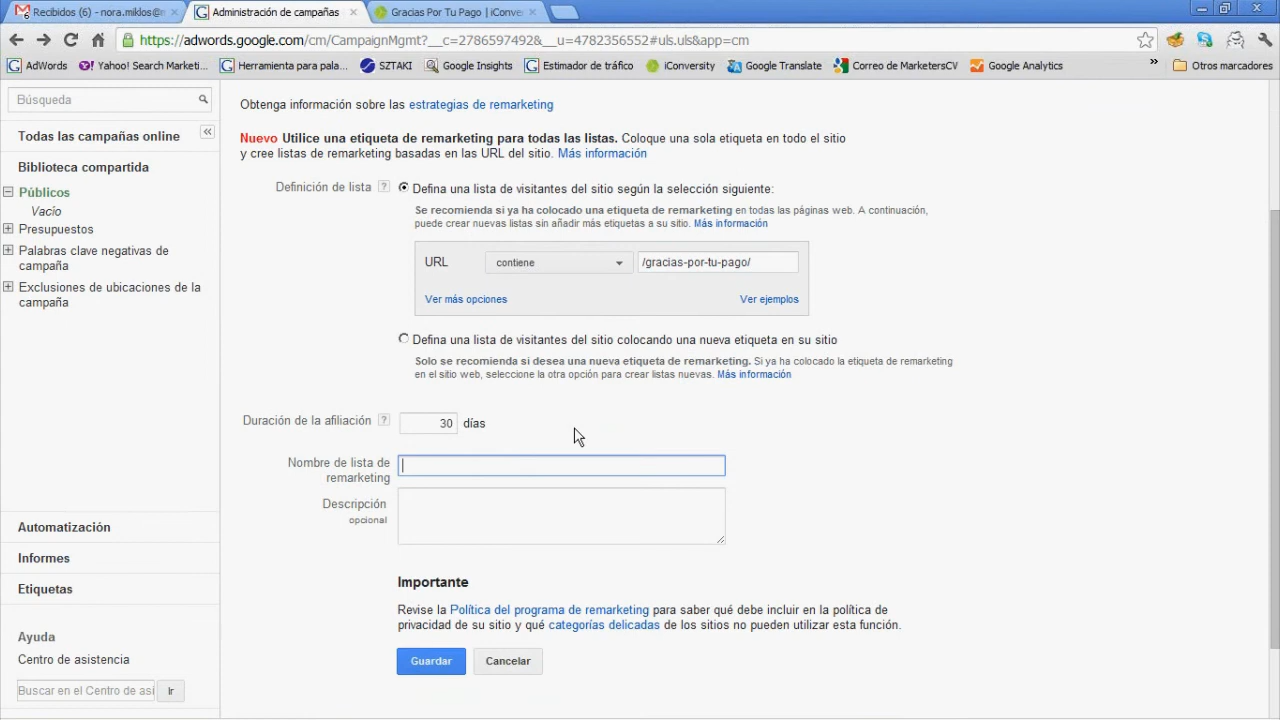 Recibidos (6) - nora.miklos@
Administración de campañas
Gracias Por Tu Pago | iConver
https://adwords.google.com/cm/CampaignMgmt?__c=2786597492&__u=4782356552#uls.uls&app=cm
AdWords
Yahoo! Search Marketi...
Herramienta para pala...
SZTAKI
Google Insights
Estimador de tráfico
iConversity
Google Translate
Correo de MarketersCV
Google Analytics
»
Otros marcadores
Búsqueda
Todas las campañas online
Biblioteca compartida
Públicos
Vacío
Presupuestos
Palabras clave negativas de
campaña
Exclusiones de ubicaciones de la
campaña
Automatización
Informes
Etiquetas
Ayuda
Centro de asistencia
Buscar en el Centro de asi
Ir
Obtenga información sobre las estrategias de remarketing
Nuevo Utilice una etiqueta de remarketing para todas las listas. Coloque una sola etiqueta en todo el sitio
y cree listas de remarketing basadas en las URL del sitio. Más información
Definición de lista ?
Defina una lista de visitantes del sitio según la selección siguiente:
Se recomienda si ya ha colocado una etiqueta de remarketing en todas las páginas web. A continuación,
puede crear nuevas listas sin añadir más etiquetas a su sitio. Más información
URL contiene /gracias-por-tu-pago/
Ver más opciones Ver ejemplos
Defina una lista de visitantes del sitio colocando una nueva etiqueta en su sitio
Solo se recomienda si desea una nueva etiqueta de remarketing. Si ya ha colocado la etiqueta de remarketing
en el sitio web, seleccione la otra opción para crear listas nuevas. Más información
Duración de la afiliación ? 30 días
Nombre de lista de
remarketing
Descripción
opcional
Importante
Revise la Política del programa de remarketing para saber qué debe incluir en la política de
privacidad de su sitio y qué categorías delicadas de los sitios no pueden utilizar esta función.
Guardar Cancelar